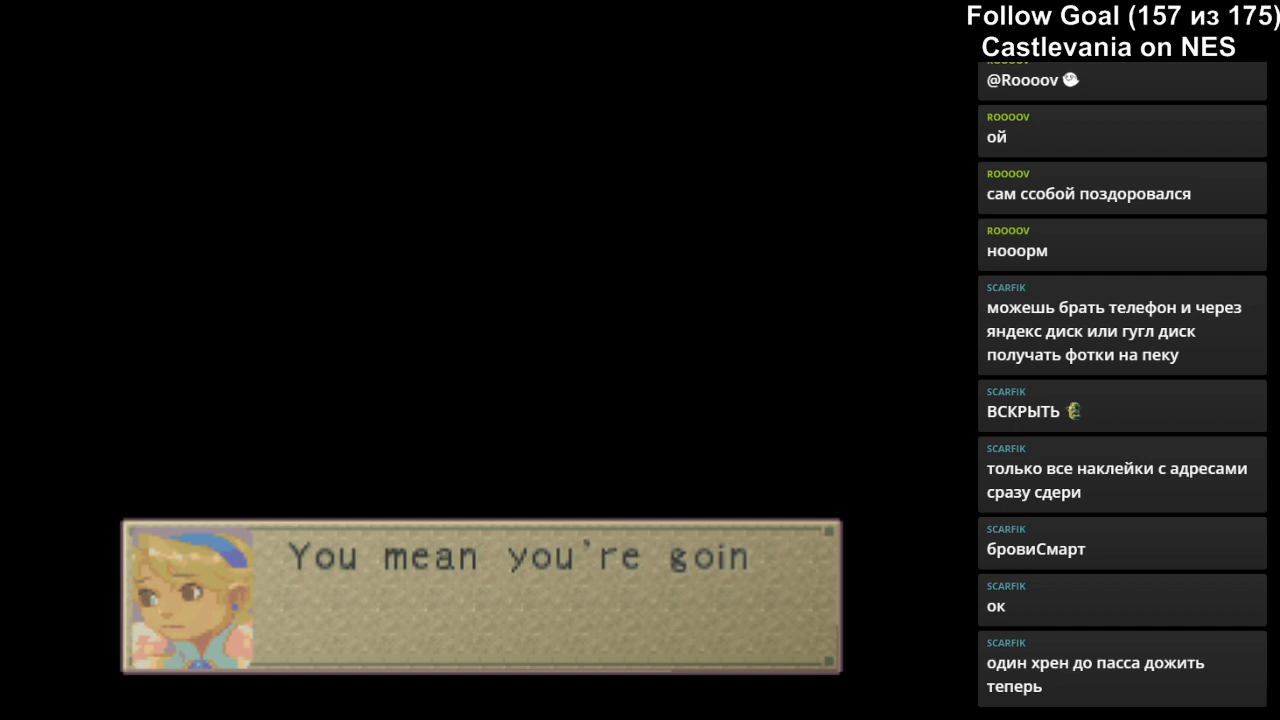 Follow Goal (157 из 175)
Castlevania on NES
@Roooov
ROOOOV
ой
ROOOOV
сам ссобой поздоровался
ROOOOV
нооорм
SCARFIK
можешь брать телефон и через
яндекс диск или гугл диск
получать фотки на пеку
SCARFIK
ВСКРЫТЬ
SCARFIK
только все наклейки с адресами
сразу сдери
SCARFIK
бровиСмарт
SCARFIK
ок
SCARFIK
один хрен до пасса дожить
теперь
You mean you're goin